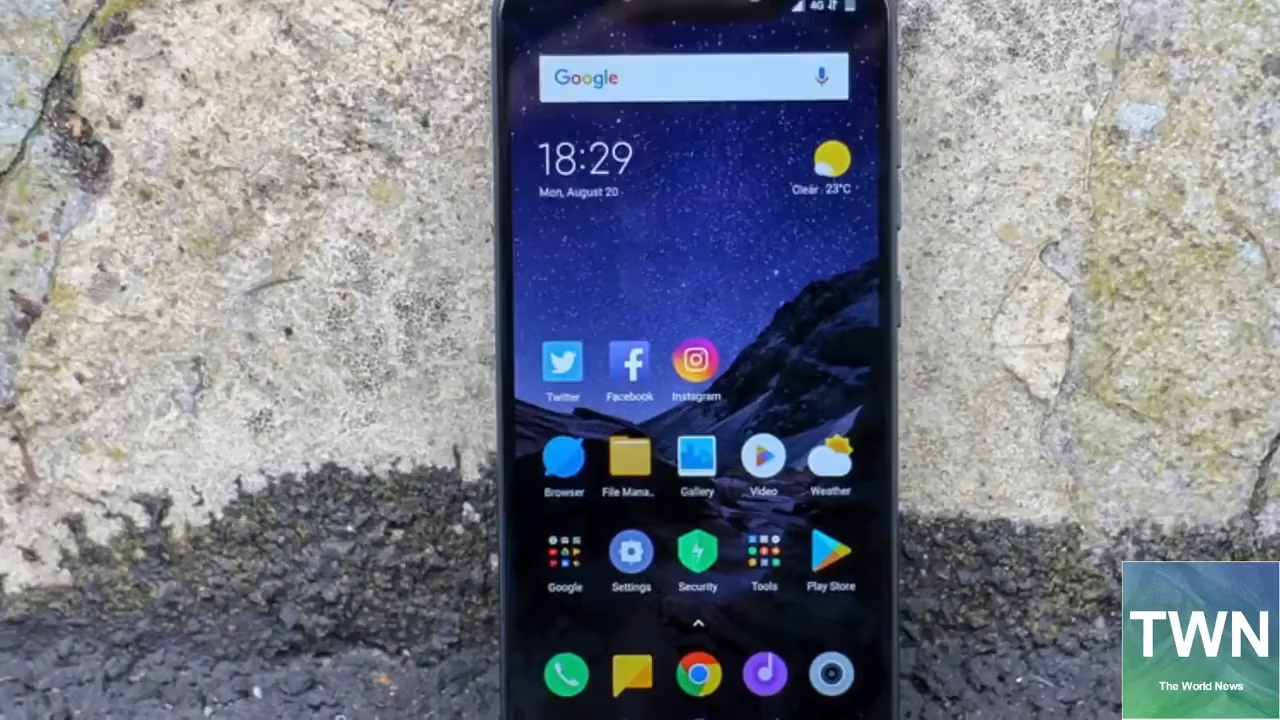 4G
Google
18:29
Mon, August 20
Clear 23°C
Twitter Facebook Instagram
Browser File Mana.. Gallery Video Weather
Google Settings Security Tools Play Store
TWN
The World News